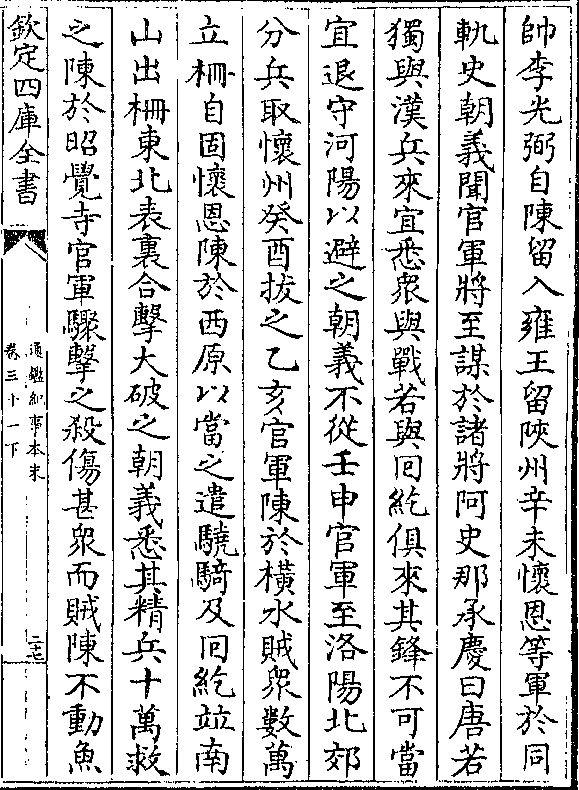 帥李光弼自陳留入雍王留陜州辛未懷恩等軍於同
軌史朝義聞官軍將至謀於諸將阿史那承慶曰唐若
獨與漢兵來宜悉衆與戰若與囘紇俱來其鋒不可當
宜退守河陽以避之朝義不從壬申官軍至洛陽北郊
分兵取懷州癸酉拔之乙亥官軍陳於橫水賊衆數萬
立柵自固懷恩陳於西原以當之遣驍騎及囘紇竝南
山出柵東北表裏合擊大破之朝義悉其精兵十萬救
之陳於昭覺寺官軍驟擊之殺傷甚衆而賊陳不動魚
欽定四庫全書
通鑑紀事本末
卷三十一下
二十七